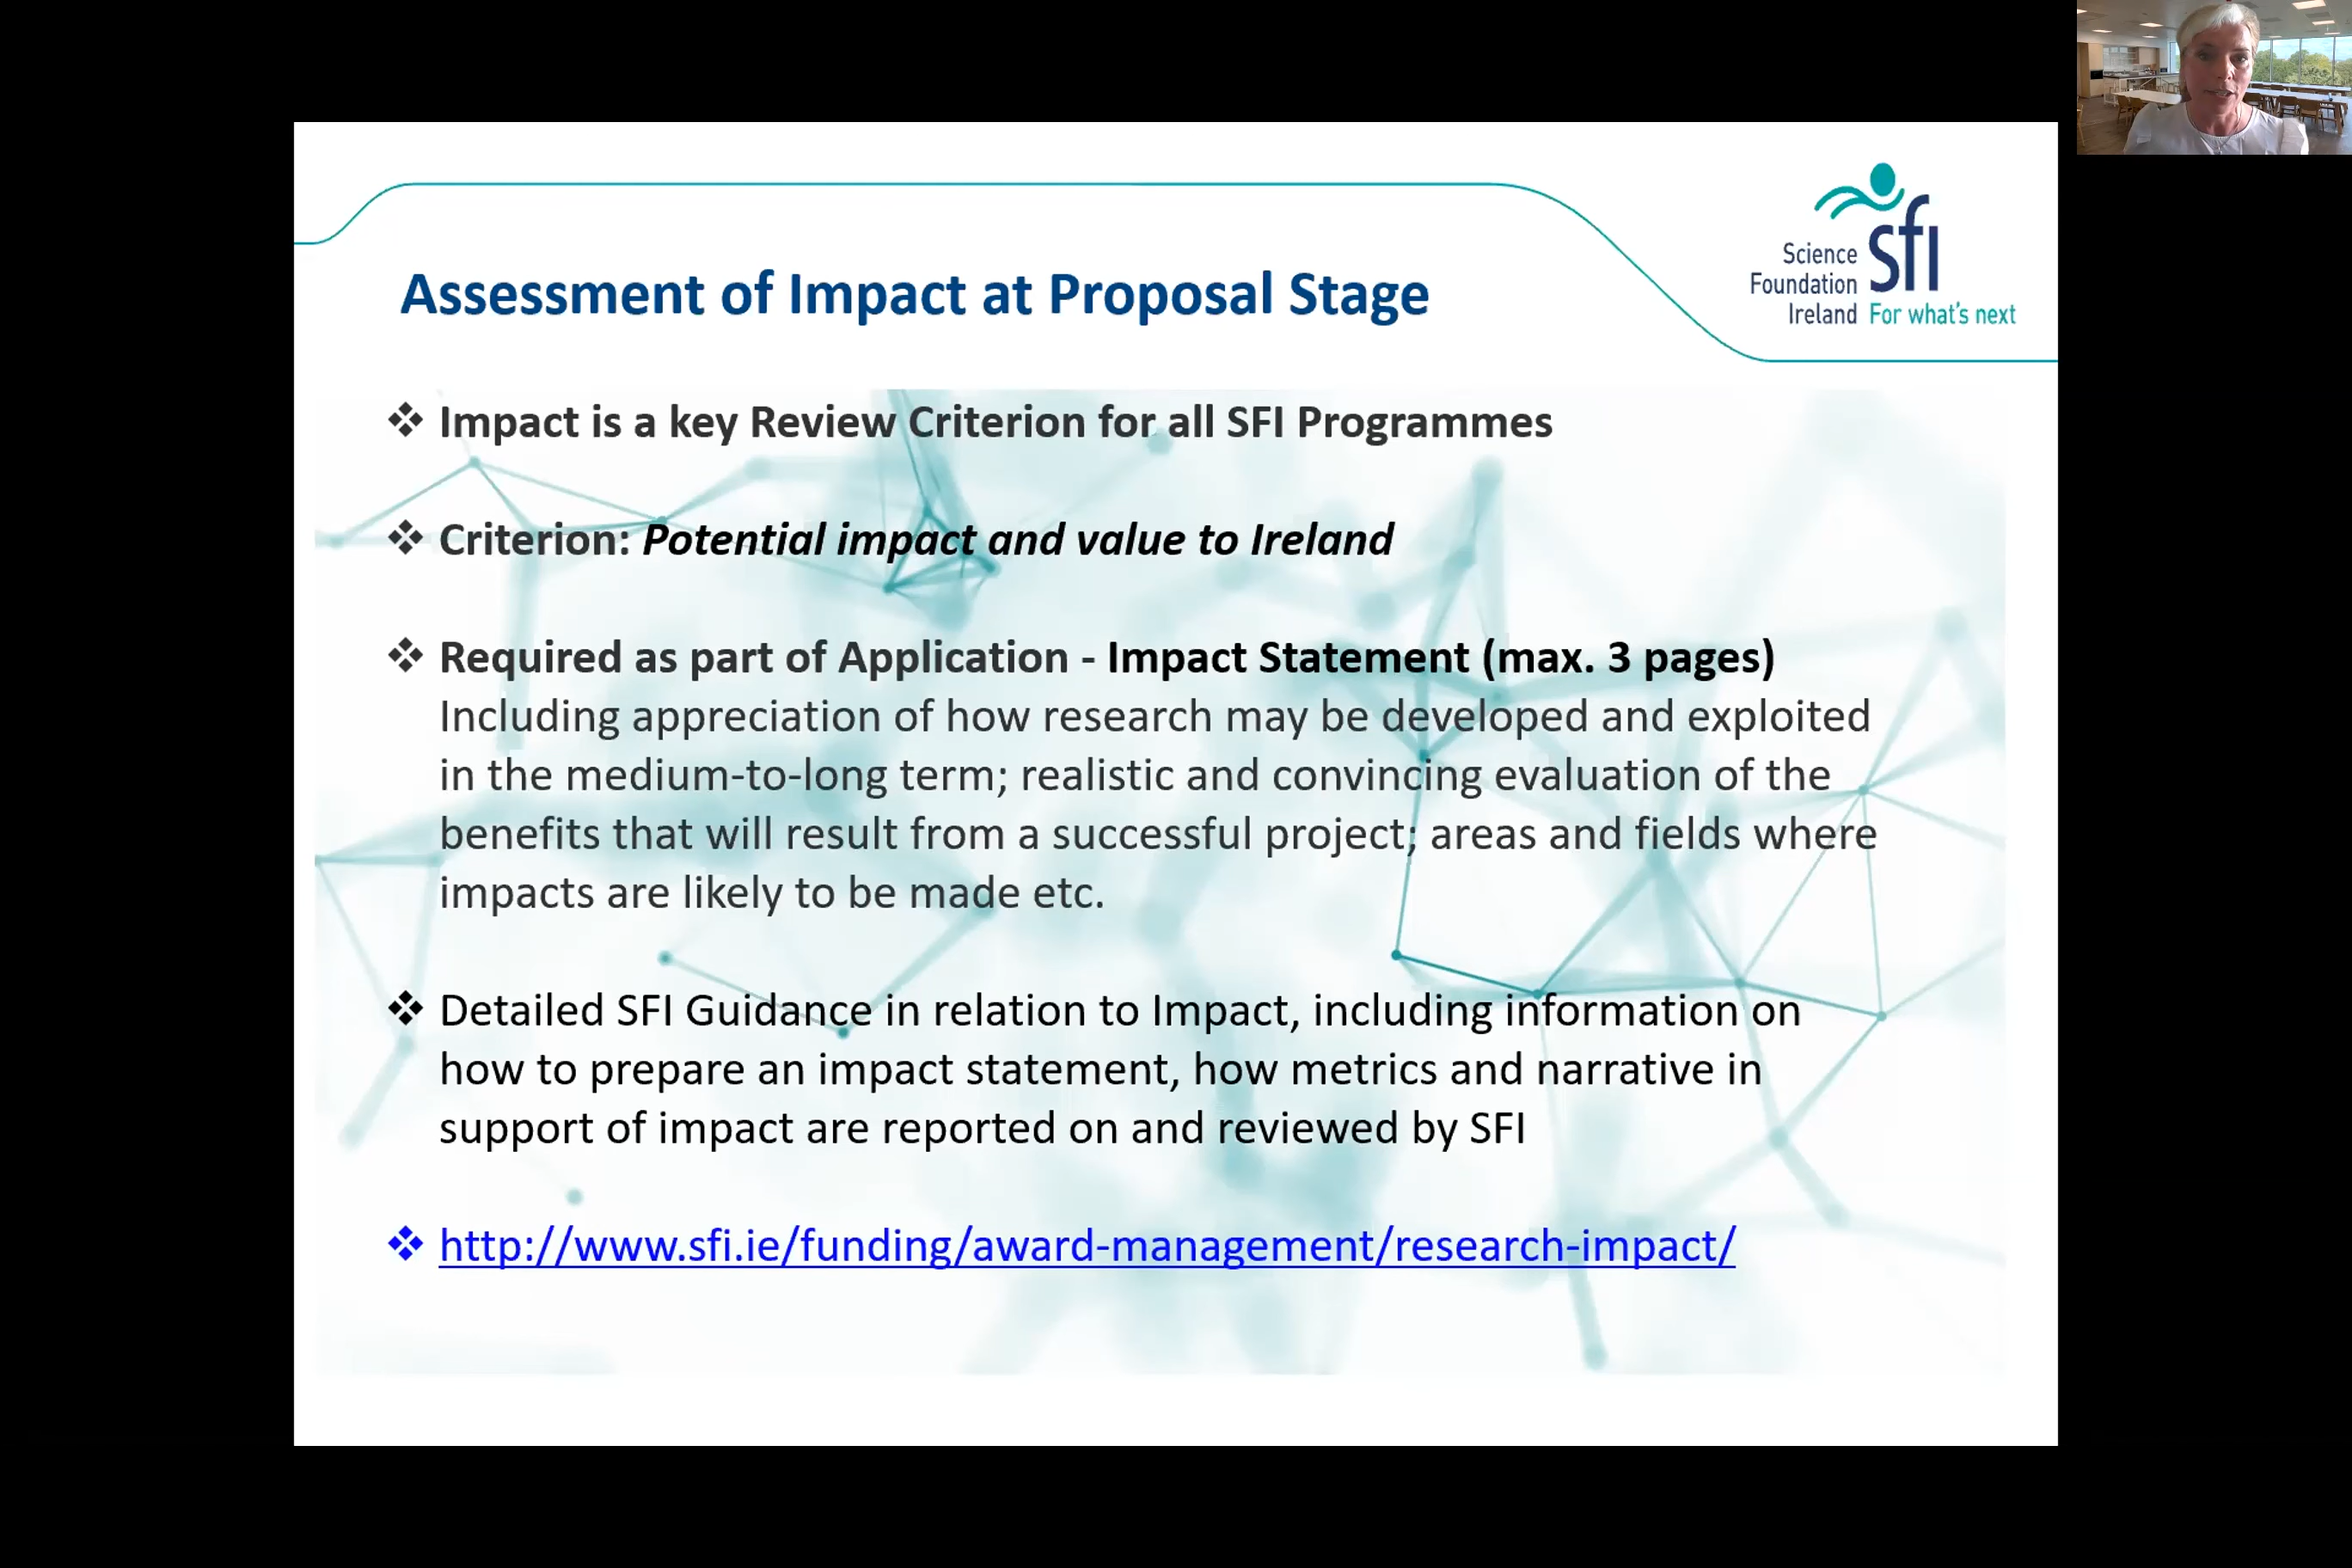 Science
Foundation
Ireland
sfi
For what's next
Assessment of Impact at Proposal Stage
❖ Impact is a key Review Criterion for all SFI Programmes
❖ Criterion: Potential impact and value to Ireland
❖ Required as part of Application - Impact Statement (max. 3 pages)
Including appreciation of how research may be developed and exploited
in the medium-to-long term; realistic and convincing evaluation of the
benefits that will result from a successful project; areas and fields where
impacts are likely to be made etc.
❖ Detailed SFI Guidance in relation to Impact, including information on
how to prepare an impact statement, how metrics and narrative in
support of impact are reported on and reviewed by SFI
❖ http://www.sfi.ie/funding/award-management/research-impact/